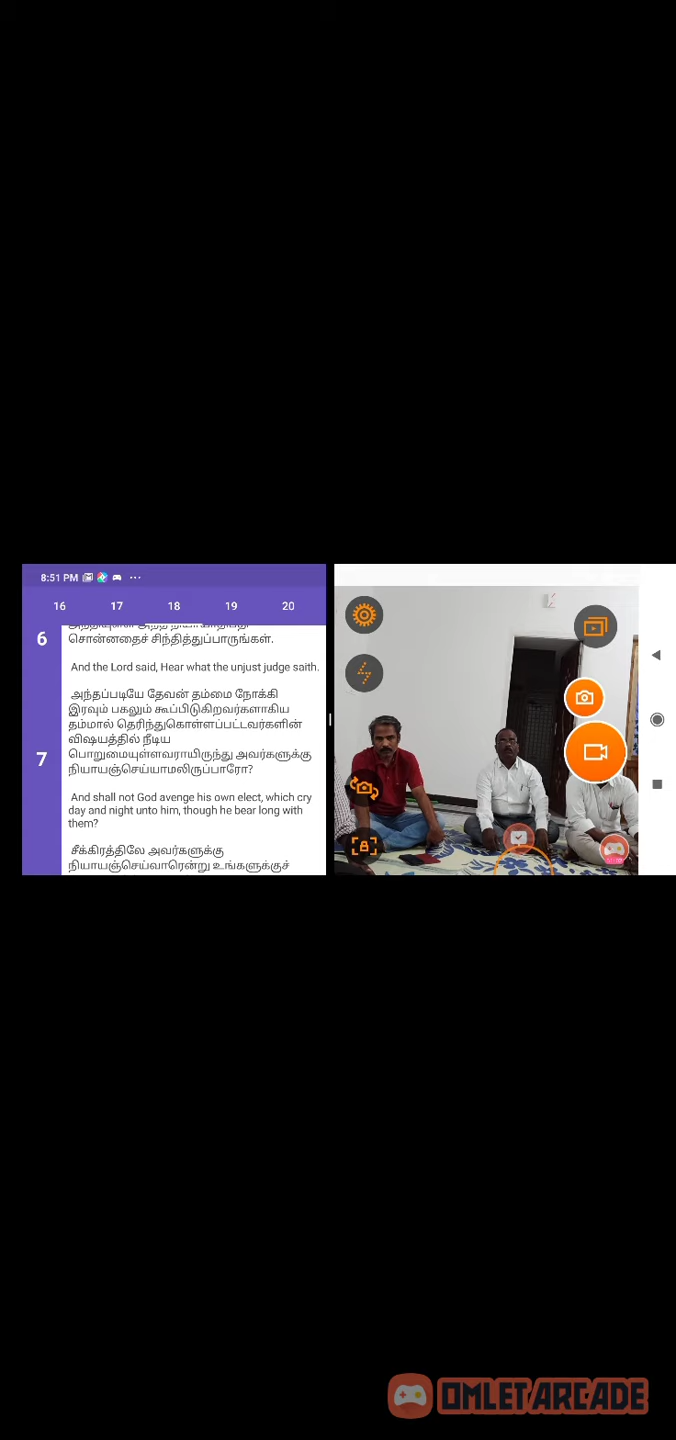 8:51 PM
16 17 18 19 20
6
சொன்னதைச் சிந்தித்துப்பாருங்கள்.
And the Lord said, Hear what the unjust judge saith.
அந்தப்படியே தேவன் தம்மை நோக்கி
இரவும் பகலும் கூப்பிடுகிறவர்களாகிய
தம்மால் தெரிந்துகொள்ளப்பட்டவர்களின்
விஷயத்தில் நீடிய
7
பொறுமையுள்ளவராயிருந்து அவர்களுக்கு
நியாயஞ்செய்யாமலிருப்பாரோ?
And shall not God avenge his own elect, which cry
day and night unto him, though he bear long with
them?
சீக்கிரத்திலே அவர்களுக்கு
நியாயஞ்செய்வாரென்று உங்களுக்குச்
OMLET ARCADE